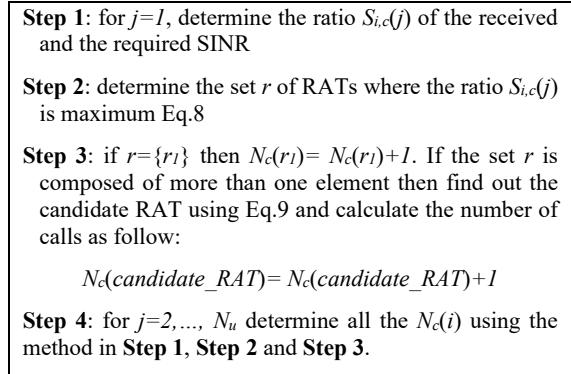 Step 1: for j=1, determine the ratio Si,c(j) of the received
and the required SINR
Step 2: determine the set r of RATs where the ratio Si,c(j)
is maximum Eq.8
Step 3: if r={r1} then Nc(r1)= Nc(r1)+1. If the set r is
composed of more than one element then find out the
candidate RAT using Eq.9 and calculate the number of
calls as follow:
Nc(candidate_RAT)= Nc(candidate_RAT)+1
Step 4: for j=2,..., Nu determine all the Nc(i) using the
method in Step 1, Step 2 and Step 3.